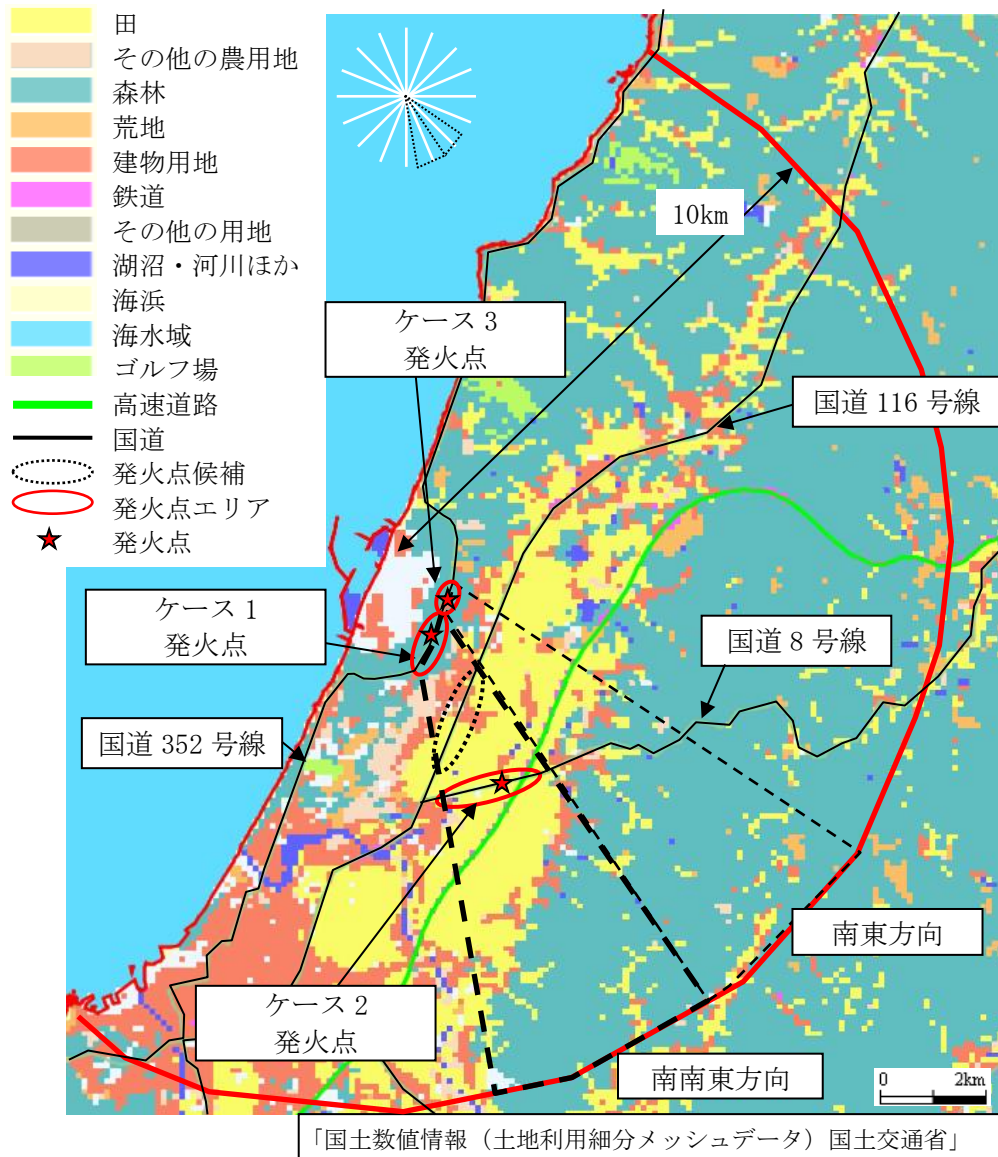 田
その他の農用地
森林
荒地
建物用地
鉄道
その他の用地
湖沼・河川ほか
海浜
海水域
ゴルフ場
高速道路
国道
発火点候補
発火点エリア
発火点
10km
ケース 3
発火点
国道 116 号線
ケース 1
発火点
国道 8 号線
国道 352 号線
南東方向
ケース 2
発火点
南南東方向
0 2km
「国土数値情報（土地利用細分メッシュデータ）国土交通省」